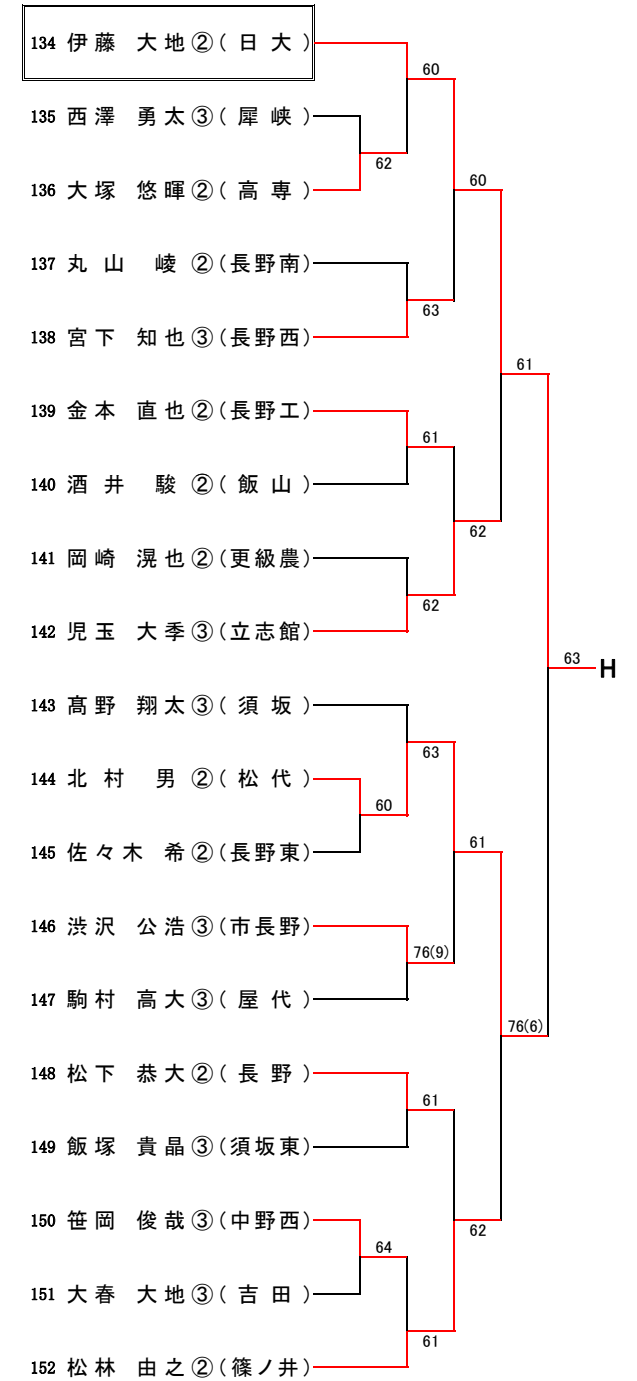 134 伊藤 大地②(日大)
60
135 西澤 勇太③(犀峡)
62
60
136 大塚 悠暉②(高専)
137 丸山 崚②(長野南)
63
138 宮下 知也③(長野西)
61
139 金本 直也②(長野工)
61
140 酒井 駿②(飯山)
62
141 岡崎 滉也②(更級農)
62
142 児玉 大季③(立志館)
63 H
143 髙野 翔太③(須坂)
63
144 北村 男②(松代)
60
61
145 佐々木 希②(長野東)
146 渋沢 公浩③(市長野)
76(9)
147 駒村 高大③(屋代)
76(6)
148 松下 恭大②(長野)
61
149 飯塚 貴晶③(須坂東)
150 笹岡 俊哉③(中野西)
62
64
151 大春 大地③(吉田)
61
152 松林 由之②(篠ノ井)